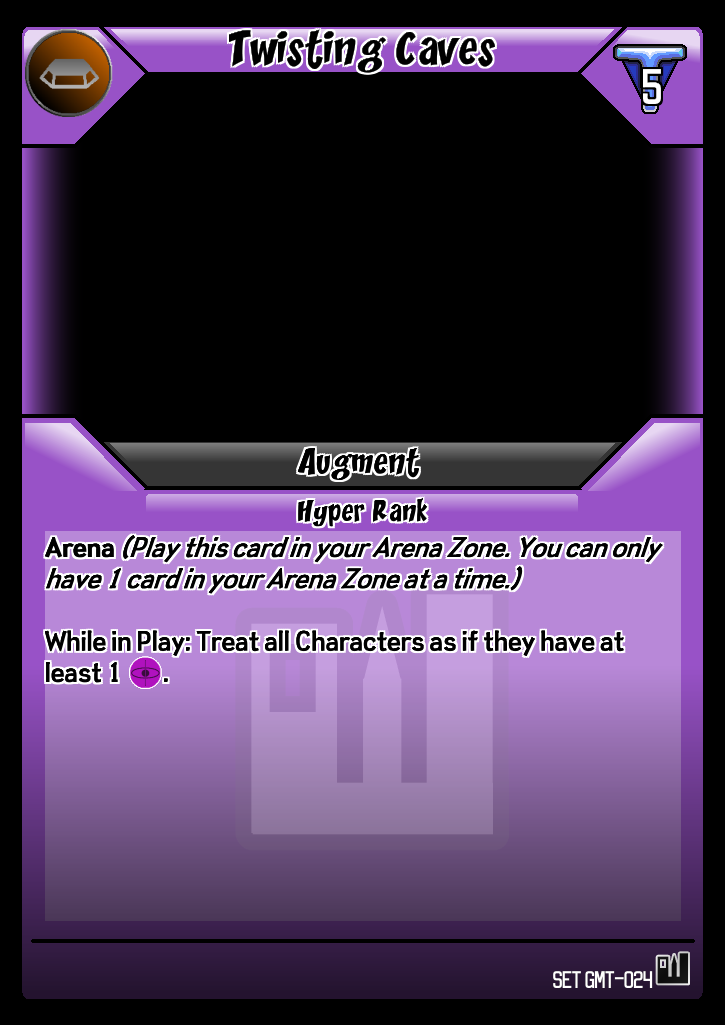 Twisting Caves
5
Augment
Hyper Rank
Arena (Play this card in your Arena Zone. You can only
have 1 card in your Arena Zone at a time.)
While in Play: Treat all Characters as if they have at
least 1 .
SET GMT-024